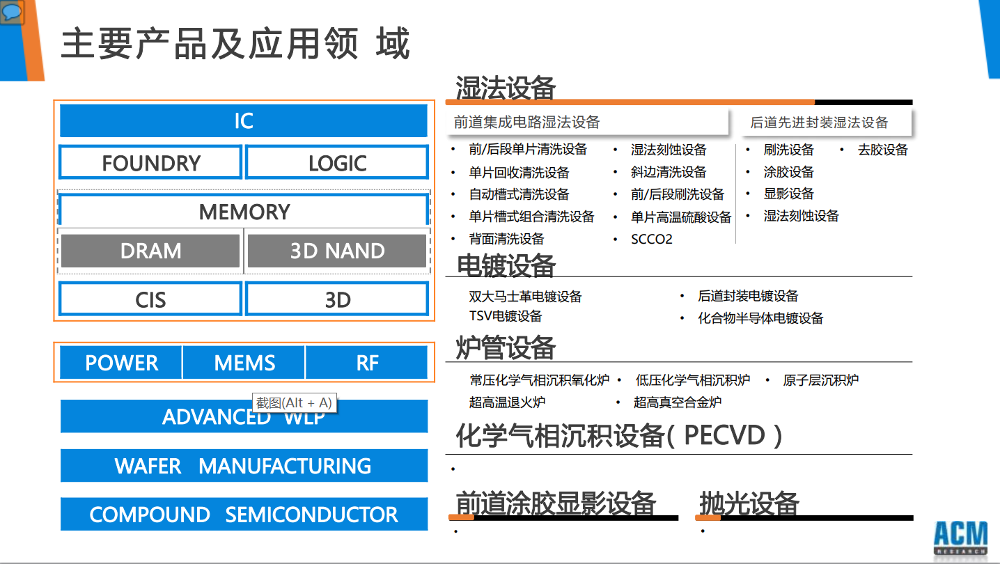 主要产品及应用领 域
IC
FOUNDRY LOGIC
MEMORY
DRAM 3D NAND
CIS 3D
POWER MEMS RF
截图(Alt + A)
ADVANCED WLP
WAFER MANUFACTURING
COMPOUND SEMICONDUCTOR
湿法设备
前道集成电路湿法设备
• 前/后段单片清洗设备
• 单片回收清洗设备
• 自动槽式清洗设备
• 单片槽式组合清洗设备
• 背面清洗设备
• 湿法刻蚀设备
• 斜边清洗设备
• 前/后段刷洗设备
• 单片高温硫酸设备
• SCCO2
后道先进封装湿法设备
• 刷洗设备 • 去胶设备
• 涂胶设备
• 显影设备
• 湿法刻蚀设备
电镀设备
双大马士革电镀设备
TSV电镀设备
• 后道封装电镀设备
• 化合物半导体电镀设备
炉管设备
常压化学气相沉积氧化炉 • 低压化学气相沉积炉 • 原子层沉积炉
超高温退火炉 • 超高真空合金炉
化学气相沉积设备( PECVD )
•
前道涂胶显影设备
•
抛光设备
•
ACM
RESEARCH